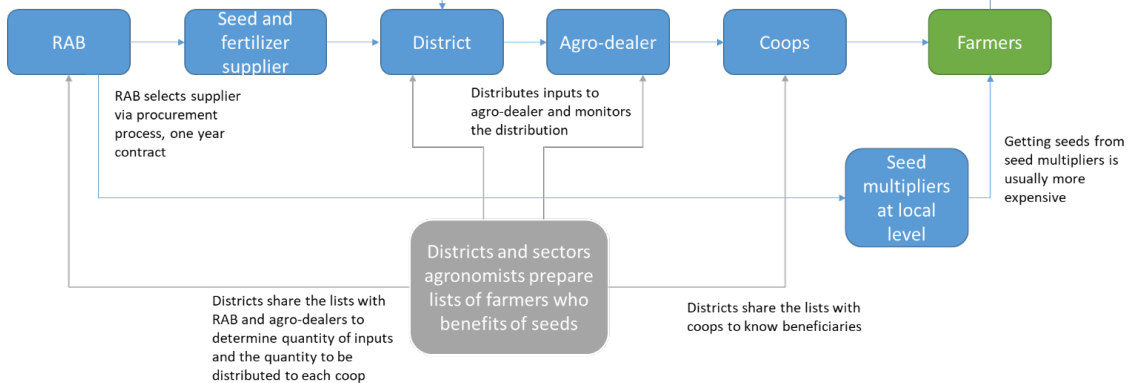 RAB
Seed and
fertilizer
supplier
District
Agro-dealer
Coops
Farmers
RAB selects supplier
via procurement
process, one year
contract
Distributes inputs to
agro-dealer and monitors
the distribution
Getting seeds from
seed multipliers is
usually more
expensive
Seed
multipliers
at local
level
Districts and sectors
agronomists prepare
lists of farmers who
benefits of seeds
Districts share the lists with
RAB and agro-dealers to
determine quantity of inputs
and the quantity to be
distributed to each coop
Districts share the lists with
coops to know beneficiaries